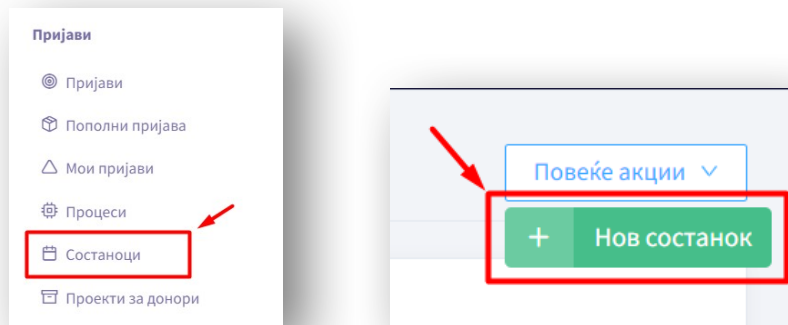 Пријави
Пријави
Пополни пријава
Мои пријави
Процеси
Состаноци
Проекти за донори
Повеќе акции
+ Нов состанок